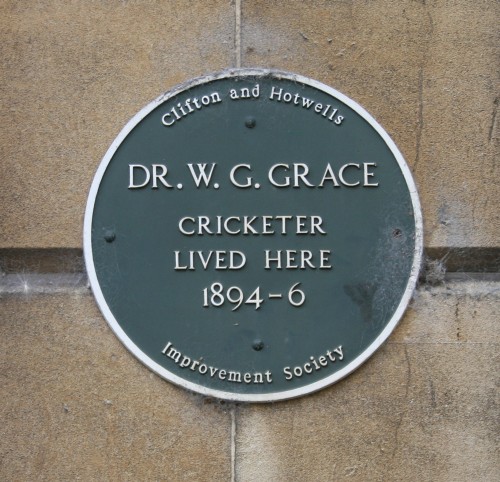 Clifton and Hotwells
DR. W. G. GRACE
CRICKETER
LIVED HERE
1894-6
Improvement Society